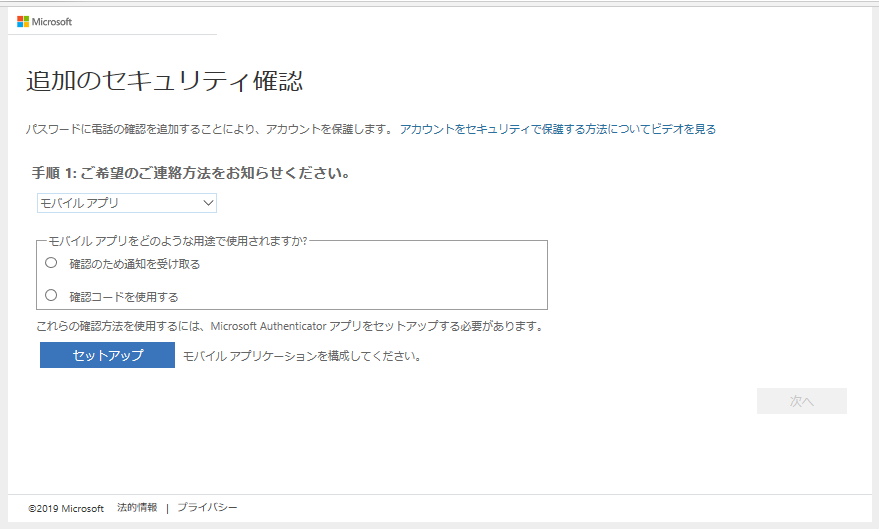 Microsoft
追加のセキュリティ確認
パスワードに電話の確認を追加することにより、アカウントを保護します。 アカウントをセキュリティで保護する方法についてビデオを見る
手順 1: ご希望のご連絡方法をお知らせください。
モバイル アプリ
モバイル アプリをどのような用途で使用されますか?
確認のため通知を受け取る
確認コードを使用する
これらの確認方法を使用するには、Microsoft Authenticator アプリをセットアップする必要があります。
セットアップ モバイル アプリケーションを構成してください。
次へ
©2019 Microsoft 法的情報 | プライバシー